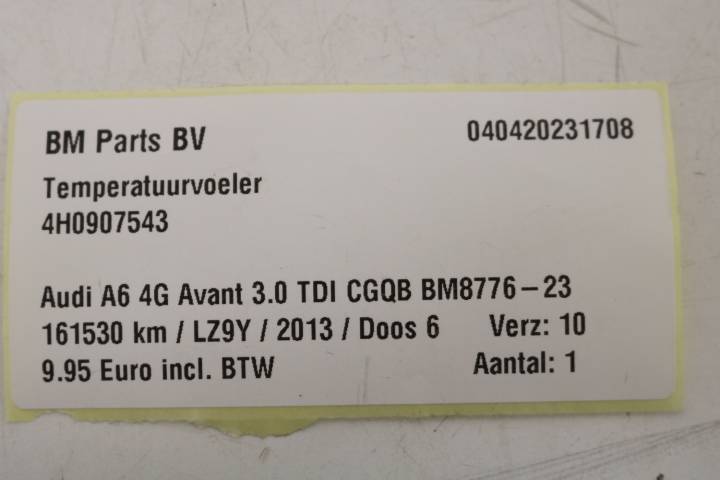 BM Parts BV 040420231708
Temperatuurvoeler
4H0907543
Audi A6 4G Avant 3.0 TDI CGQB BM8776-23
161530 km / LZ9Y / 2013 / Doos 6 Verz: 10
9.95 Euro incl. BTW Aantal: 1